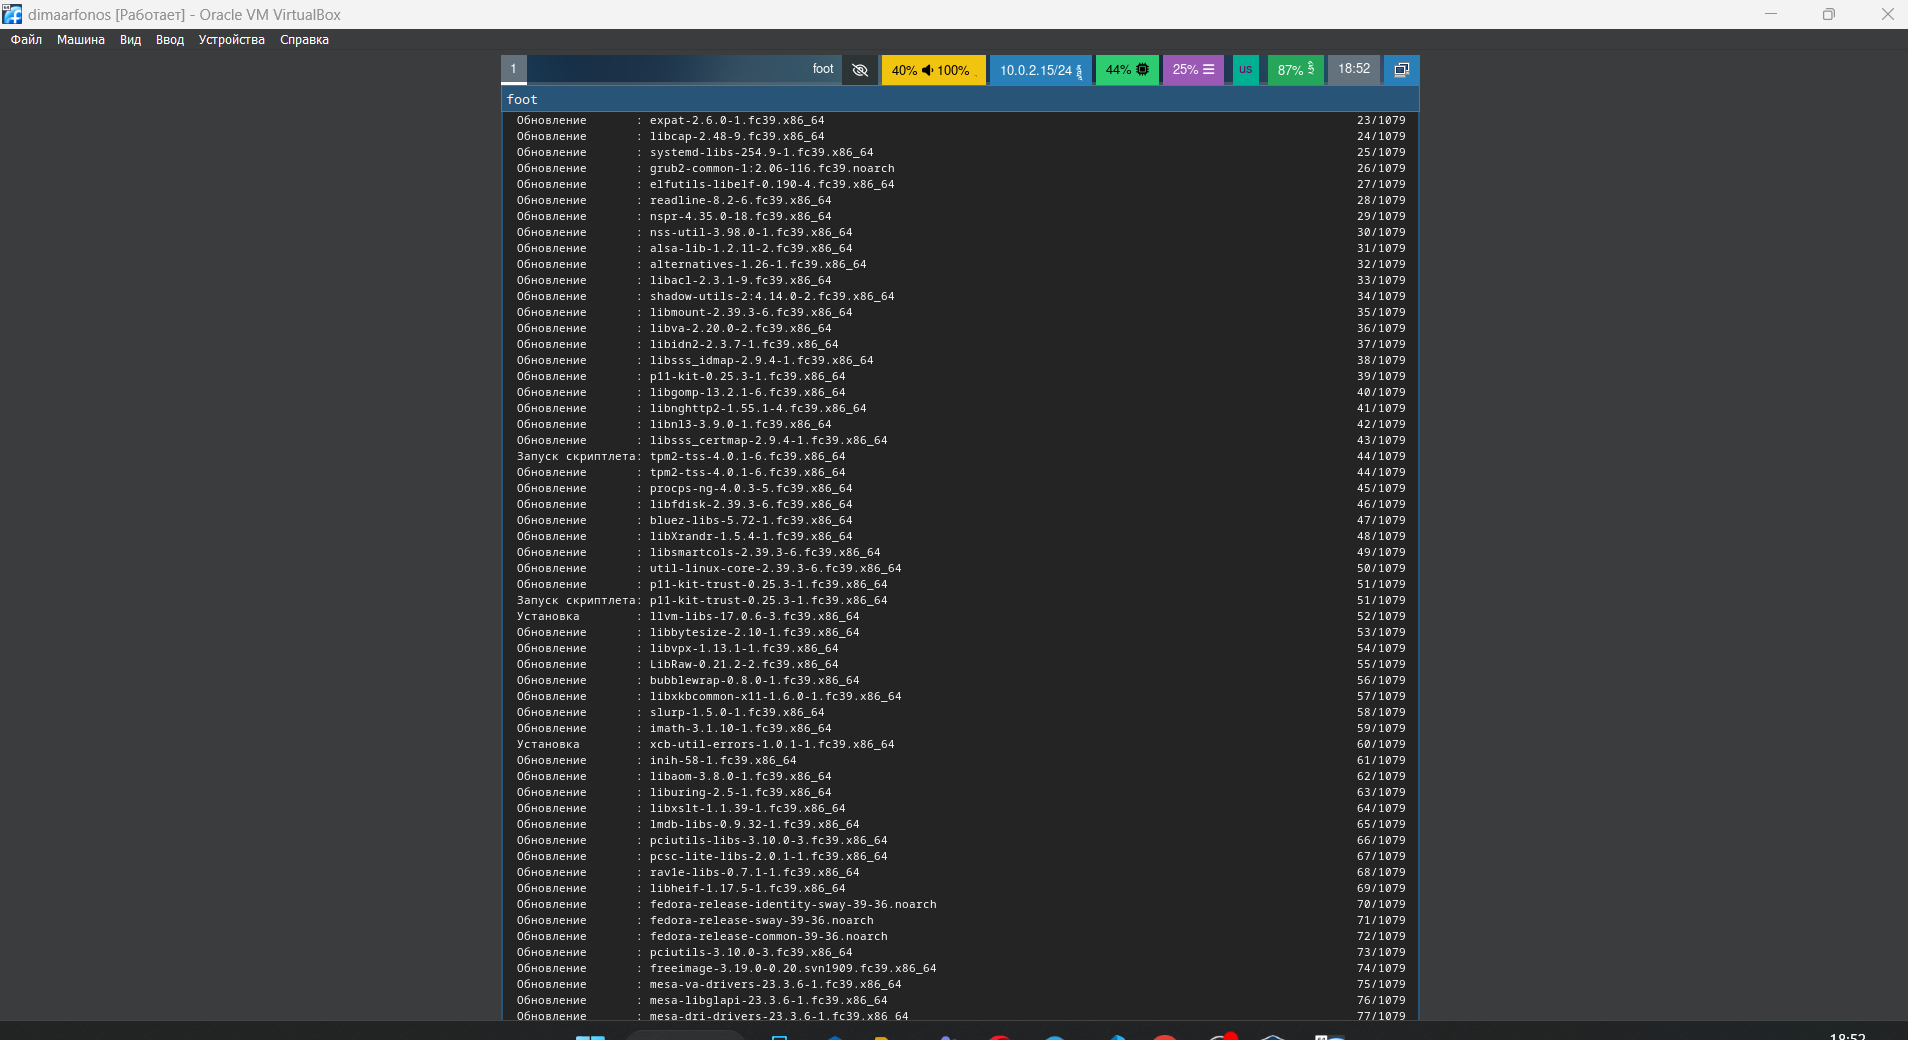 dimaarfonos [Работает] - Oracle VM VirtualBox
Файл Машина Вид Ввод Устройства Справка
1 foot 40% 100% 10.0.2.15/24 44% 25% us 87% 18:52
foot
Обновление : expat-2.6.0-1.fc39.x86_64 23/1079
Обновление : libcap-2.48-9.fc39.x86_64 24/1079
Обновление : systemd-libs-254.9-1.fc39.x86_64 25/1079
Обновление : grub2-common-1:2.06-116.fc39.noarch 26/1079
Обновление : elfutils-libelf-0.190-4.fc39.x86_64 27/1079
Обновление : readline-8.2-6.fc39.x86_64 28/1079
Обновление : nspr-4.35.0-18.fc39.x86_64 29/1079
Обновление : nss-util-3.98.0-1.fc39.x86_64 30/1079
Обновление : alsa-lib-1.2.11-2.fc39.x86_64 31/1079
Обновление : alternatives-1.26-1.fc39.x86_64 32/1079
Обновление : libacl-2.3.1-9.fc39.x86_64 33/1079
Обновление : shadow-utils-2:4.14.0-2.fc39.x86_64 34/1079
Обновление : libmount-2.39.3-6.fc39.x86_64 35/1079
Обновление : libva-2.20.0-2.fc39.x86_64 36/1079
Обновление : libidn2-2.3.7-1.fc39.x86_64 37/1079
Обновление : libsss_idmap-2.9.4-1.fc39.x86_64 38/1079
Обновление : p11-kit-0.25.3-1.fc39.x86_64 39/1079
Обновление : libgomp-13.2.1-6.fc39.x86_64 40/1079
Обновление : libnghttp2-1.55.1-4.fc39.x86_64 41/1079
Обновление : libnl3-3.9.0-1.fc39.x86_64 42/1079
Обновление : libsss_certmap-2.9.4-1.fc39.x86_64 43/1079
Запуск скриптлета: tpm2-tss-4.0.1-6.fc39.x86_64 44/1079
Обновление : tpm2-tss-4.0.1-6.fc39.x86_64 44/1079
Обновление : procps-ng-4.0.3-5.fc39.x86_64 45/1079
Обновление : libfdisk-2.39.3-6.fc39.x86_64 46/1079
Обновление : bluez-libs-5.72-1.fc39.x86_64 47/1079
Обновление : libXrandr-1.5.4-1.fc39.x86_64 48/1079
Обновление : libsmartcols-2.39.3-6.fc39.x86_64 49/1079
Обновление : util-linux-core-2.39.3-6.fc39.x86_64 50/1079
Обновление : p11-kit-trust-0.25.3-1.fc39.x86_64 51/1079
Запуск скриптлета: p11-kit-trust-0.25.3-1.fc39.x86_64 51/1079
Установка : llvm-libs-17.0.6-3.fc39.x86_64 52/1079
Обновление : libbytesize-2.10-1.fc39.x86_64 53/1079
Обновление : libvpx-1.13.1-1.fc39.x86_64 54/1079
Обновление : LibRaw-0.21.2-2.fc39.x86_64 55/1079
Обновление : bubblewrap-0.8.0-1.fc39.x86_64 56/1079
Обновление : libxkbcommon-x11-1.6.0-1.fc39.x86_64 57/1079
Обновление : slurp-1.5.0-1.fc39.x86_64 58/1079
Обновление : imath-3.1.10-1.fc39.x86_64 59/1079
Установка : xcb-util-errors-1.0.1-1.fc39.x86_64 60/1079
Обновление : inih-58-1.fc39.x86_64 61/1079
Обновление : libaom-3.8.0-1.fc39.x86_64 62/1079
Обновление : liburing-2.5-1.fc39.x86_64 63/1079
Обновление : libxslt-1.1.39-1.fc39.x86_64 64/1079
Обновление : lmdb-libs-0.9.32-1.fc39.x86_64 65/1079
Обновление : pciutils-libs-3.10.0-3.fc39.x86_64 66/1079
Обновление : pcsc-lite-libs-2.0.1-1.fc39.x86_64 67/1079
Обновление : rav1e-libs-0.7.1-1.fc39.x86_64 68/1079
Обновление : libheif-1.17.5-1.fc39.x86_64 69/1079
Обновление : fedora-release-identity-sway-39-36.noarch 70/1079
Обновление : fedora-release-sway-39-36.noarch 71/1079
Обновление : fedora-release-common-39-36.noarch 72/1079
Обновление : pciutils-3.10.0-3.fc39.x86_64 73/1079
Обновление : freeimage-3.19.0-0.20.svn1909.fc39.x86_64 74/1079
Обновление : mesa-va-drivers-23.3.6-1.fc39.x86_64 75/1079
Обновление : mesa-libglapi-23.3.6-1.fc39.x86_64 76/1079
Обновление : mesa-dri-drivers-23.3.6-1.fc39.x86_64 77/1079
18:52